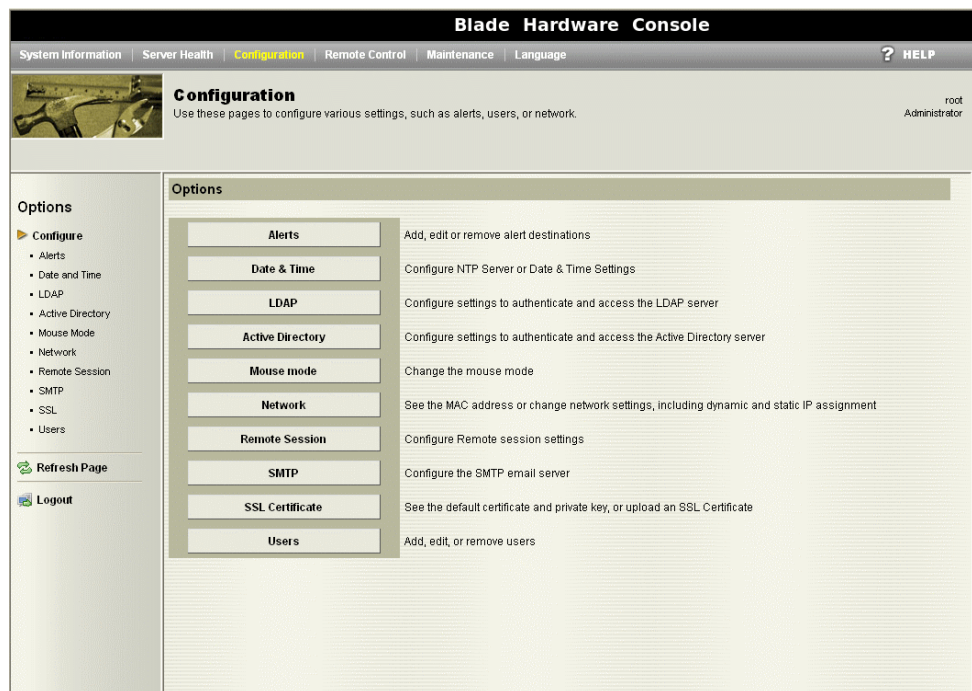 Blade Hardware Console
System Information | Server Health | Configuration | Remote Control | Maintenance | Language
? HELP
Configuration
Use these pages to configure various settings, such as alerts, users, or network.
root
Administrator
Options
Configure
Alerts
Date and Time
LDAP
Active Directory
Mouse Mode
Network
Remote Session
SMTP
SSL
Users
Refresh Page
Logout
Options
Alerts Add, edit or remove alert destinations
Date & Time Configure NTP Server or Date & Time Settings
LDAP Configure settings to authenticate and access the LDAP server
Active Directory Configure settings to authenticate and access the Active Directory server
Mouse mode Change the mouse mode
Network See the MAC address or change network settings, including dynamic and static IP assignment
Remote Session Configure Remote session settings
SMTP Configure the SMTP email server
SSL Certificate See the default certificate and private key, or upload an SSL Certificate
Users Add, edit, or remove users